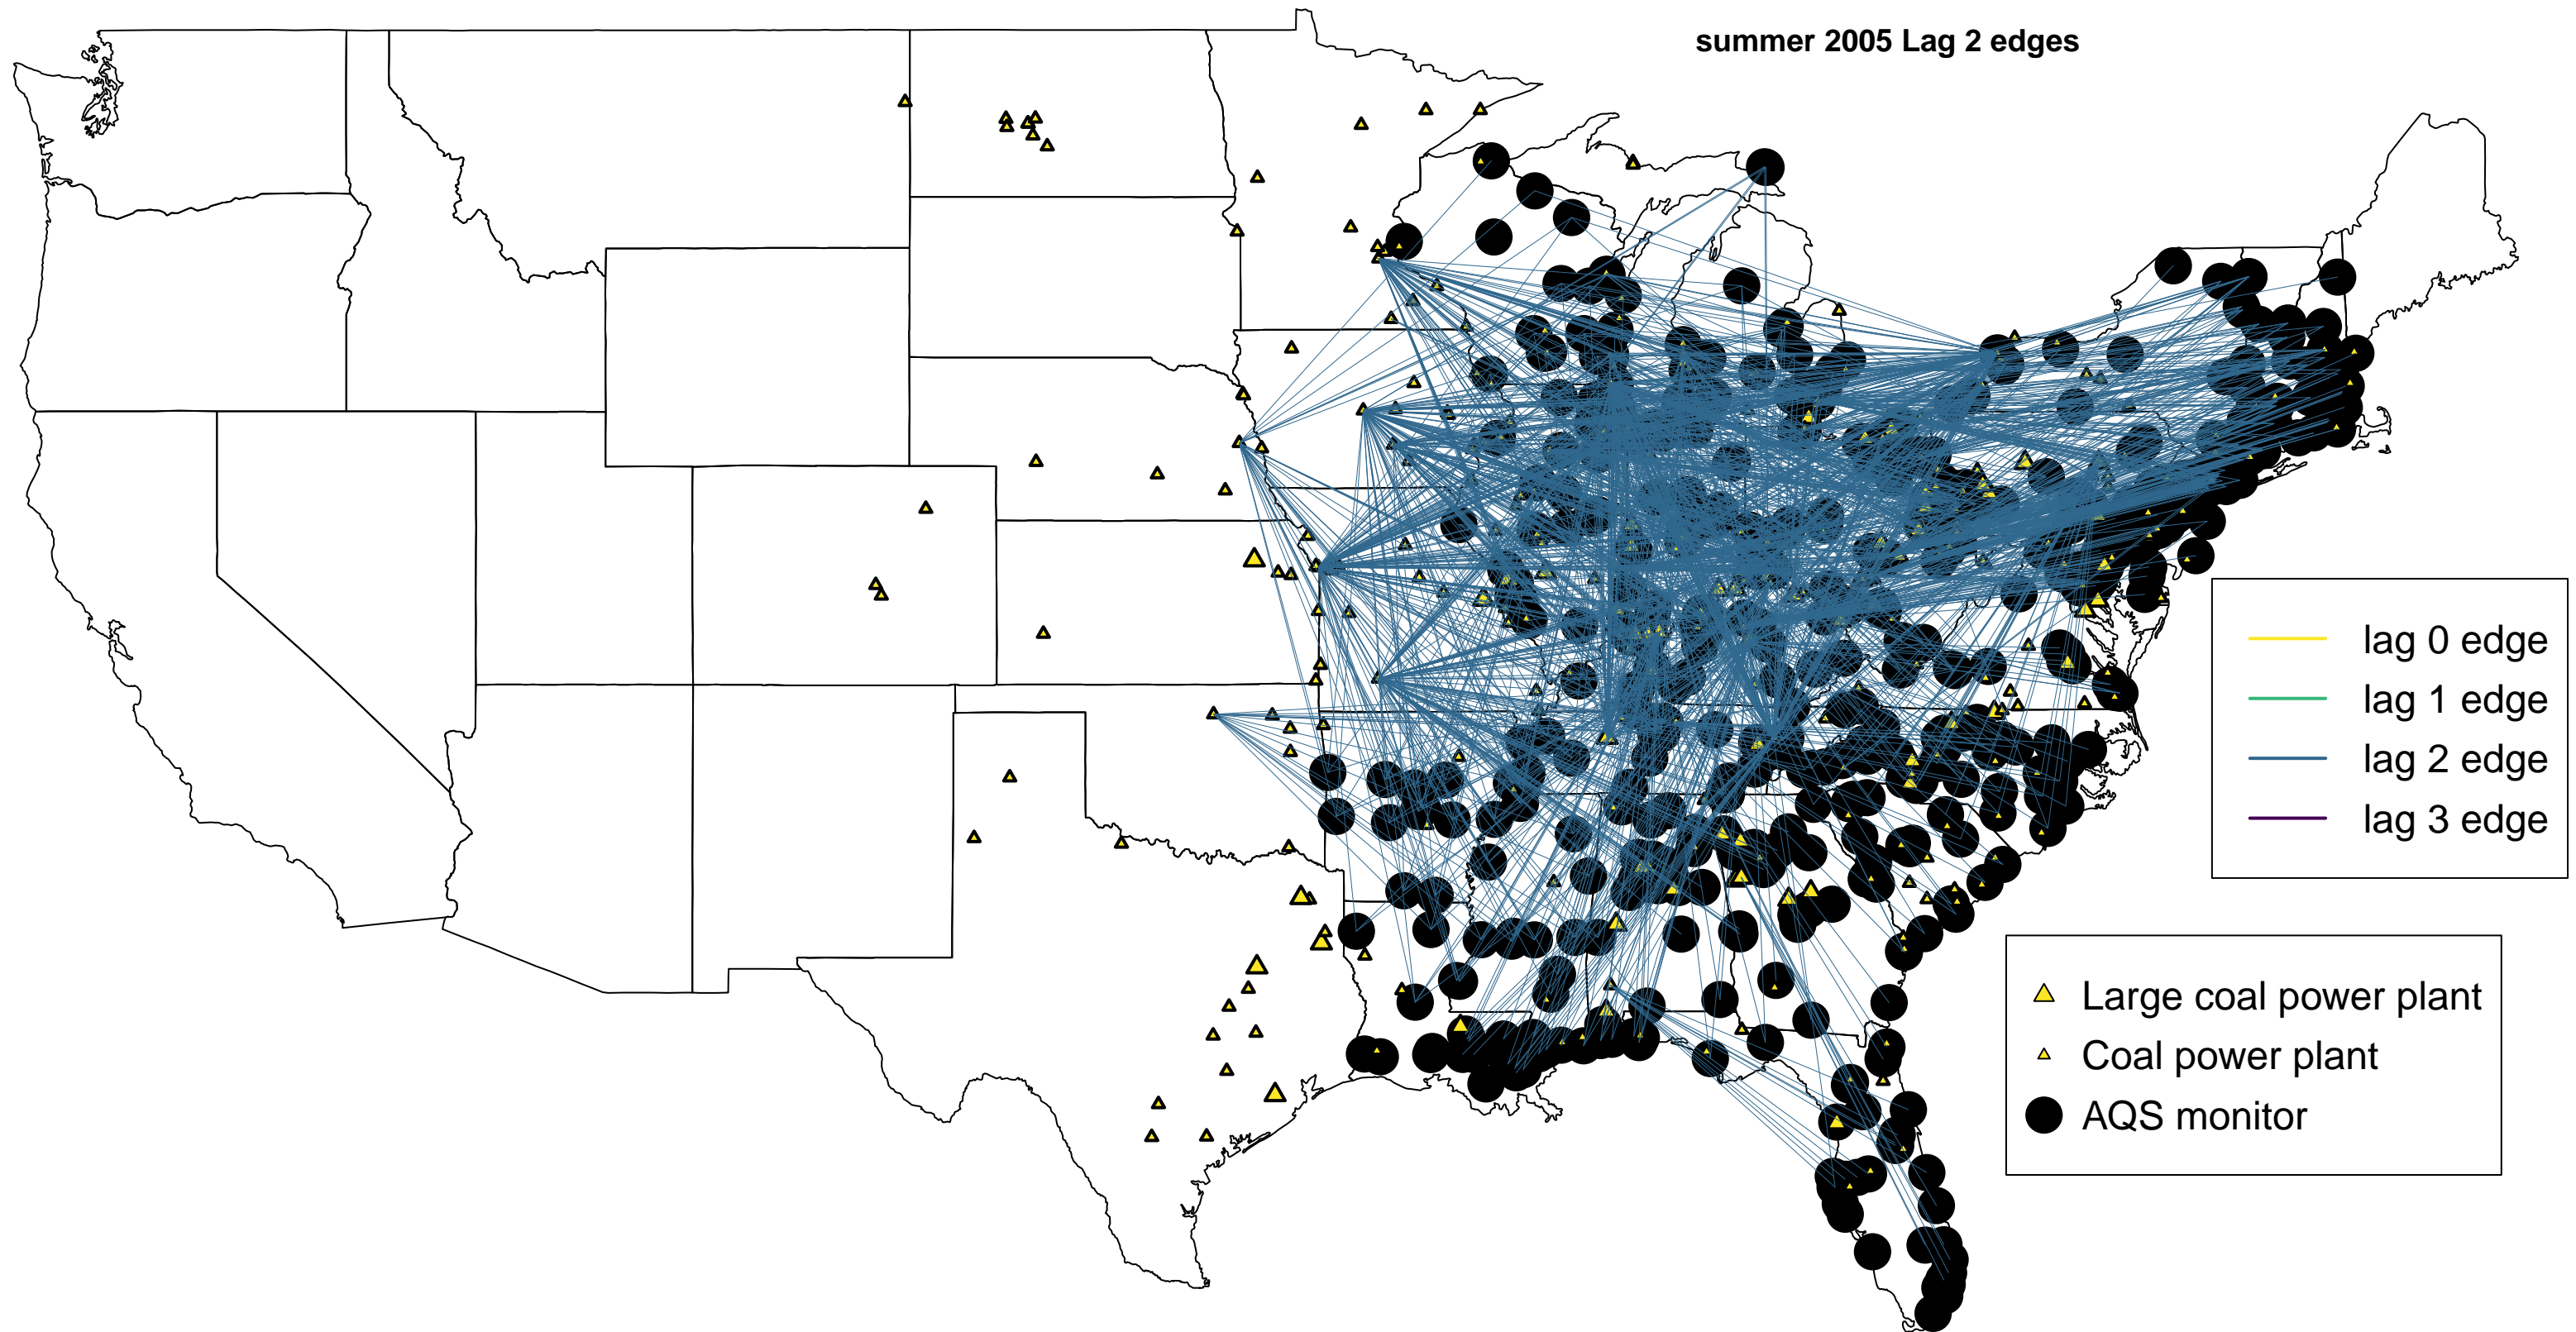 summer 2005 Lag 2 edges
lag 0 edge
lag 1 edge
lag 2 edge
lag 3 edge
Large coal power plant
Coal power plant
AQS monitor